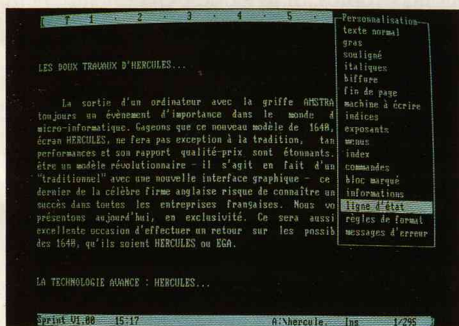 T 1 2 3 4 5
LES DOUX TRAVAUX D'HERCULES...
La sortie d'un ordinateur avec la griffe AMSTRA
toujours un événement d'importance dans le monde d
micro-informatique. Gageons que ce nouveau modèle de 1640,
écran HERCULES, ne fera pas exception à la tradition, tan
performances et son rapport qualité-prix sont étonnants.
être un modèle révolutionnaire - il s'agit en fait d'un
"traditionnel" avec une nouvelle interface graphique - ce
dernier de la célèbre firme anglaise risque de connaître un
succès dans toutes les entreprises françaises. Nous vo
présentons aujourd'hui, en exclusivité. Ce sera aussi
excellente occasion d'effectuer un retour sur les possib
des 1640, qu'ils soient HERCULES ou EGA.
LA TECHNOLOGIE AVANCE : HERCULES...
Personnalisation
texte normal
gras
souligné
italiques
biffure
fin de page
machine à écrire
indices
exposants
menus
index
commandes
bloc marqué
informations
ligne d'état
règles de format
messages d'erreur
Sprint V1.00 15:17 A:\hercule. Ins 1/295